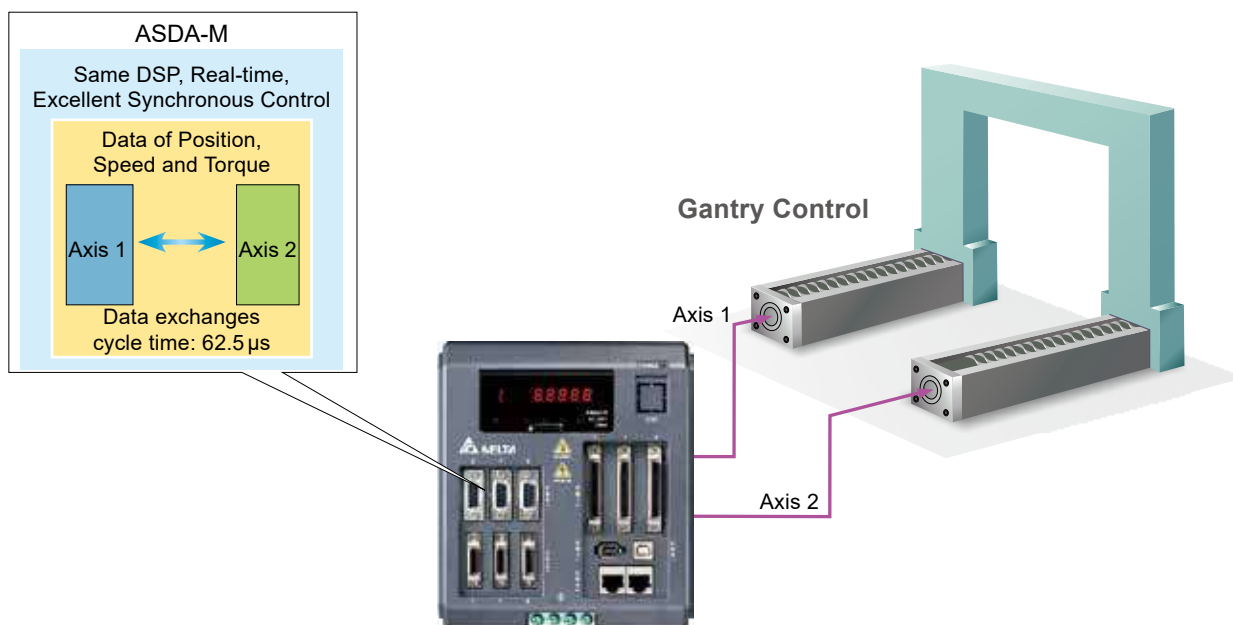 ASDA-M
Same DSP, Real-time,
Excellent Synchronous Control
Data of Position,
Speed and Torque
Axis 1
Axis 2
Data exchanges
cycle time: 62.5 µs
Gantry Control
Axis 1
Axis 2
DELTA